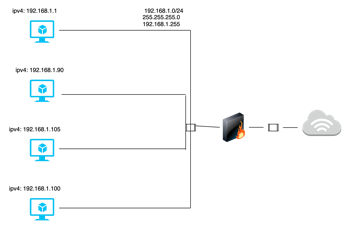 ipv4: 192.168.1.1
192.168.1.0/24
255.255.255.0
192.168.1.255
ipv4: 192.168.1.90
ipv4: 192.168.1.105
ipv4: 192.168.1.100